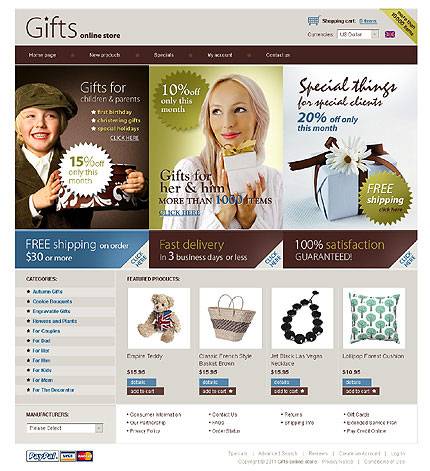 Gifts online store
Shopping cart: 0 items
more than
10000 items
Currencies: US Dollar
Home page
New products
Specials
My account
Contact us
Gifts for
children & parents
first birthday
christening gifts
special holidays
CLICK HERE
15% off
only this
month
10% off
only this
month
Gifts for
her & him
MORE THAN 1000 ITEMS
CLICK HERE
Special things
for special clients
20% off only
this month
FREE
shipping
click here
FREE shipping on order
$30 or more
CLICK HERE
Fast delivery
in 3 business days or less
CLICK HERE
100% satisfaction
GUARANTEED!
CLICK HERE
CATEGORIES:
Autumn Gifts
Cookie Bouquets
Engravable Gifts
Flowers and Plants
For Couples
For Dad
For Her
For Him
For Kids
For Mom
For The Decorator
MANUFACTURERS:
Please Select
FEATURED PRODUCTS:
Empire Teddy
$15.95
details
add to cart
Classic French Style
Basket Brown
$15.95
details
add to cart
Jet Black Las Vegas
Necklace
$15.95
details
add to cart
Lollipop Forest Cushion
$10.95
details
add to cart
Consumer Information
Our Partnership
Privacy Policy
Contact Us
FAQs
Order Status
Returns
Shipping
Gift Cards
Extended Service Plan
Pay Credit Online
PayPal
VISA
Specials | Advanced Search | Reviews | Create an Account | Log In
Copyright © 2011 Gifts online store Privacy Notice | Conditions of Use